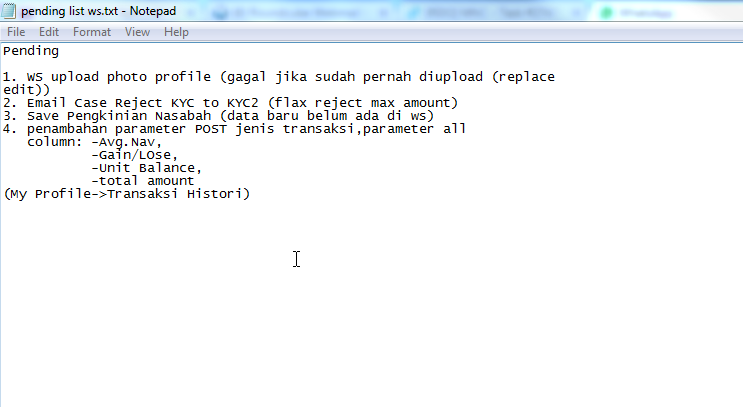 pending list ws.txt - Notepad
File Edit Format View Help
Pending
1. WS upload photo profile (gagal jika sudah pernah diupload (replace
edit))
2. Email Case Reject KYC to KYC2 (flax reject max amount)
3. Save Pengkinian Nasabah (data baru belum ada di ws)
4. penambahan parameter POST jenis transaksi,parameter all
column: -Avg.Nav,
-Gain/LOse,
-Unit Balance,
-total amount
(My Profile->Transaksi Histori)